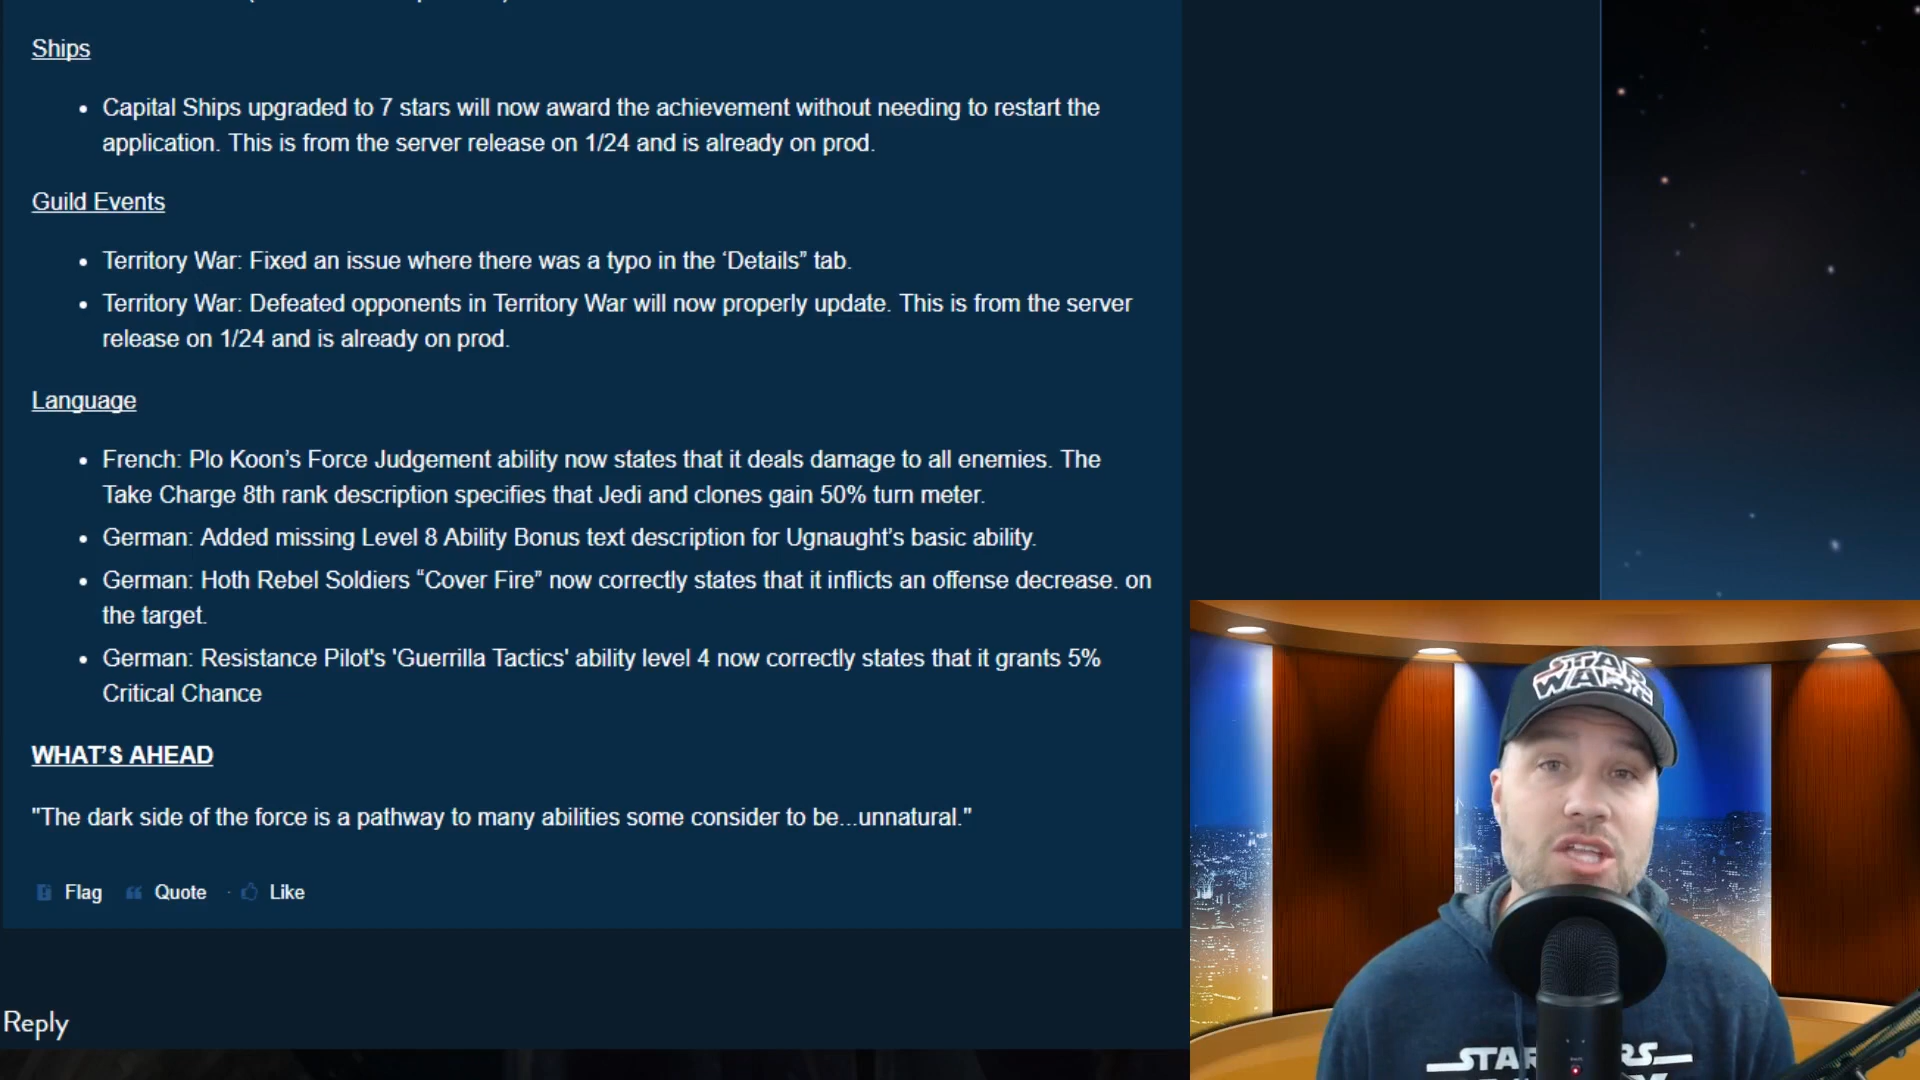 Ships
• Capital Ships upgraded to 7 stars will now award the achievement without needing to restart the
application. This is from the server release on 1/24 and is already on prod.
Guild Events
• Territory War: Fixed an issue where there was a typo in the ‘Details” tab.
• Territory War: Defeated opponents in Territory War will now properly update. This is from the server
release on 1/24 and is already on prod.
Language
• French: Plo Koon’s Force Judgement ability now states that it deals damage to all enemies. The
Take Charge 8th rank description specifies that Jedi and clones gain 50% turn meter.
• German: Added missing Level 8 Ability Bonus text description for Ugnaught’s basic ability.
• German: Hoth Rebel Soldiers “Cover Fire” now correctly states that it inflicts an offense decrease. on
the target.
• German: Resistance Pilot's 'Guerrilla Tactics' ability level 4 now correctly states that it grants 5%
Critical Chance
WHAT’S AHEAD
"The dark side of the force is a pathway to many abilities some consider to be...unnatural."
Flag Quote · Like
Reply
STAR
WARS